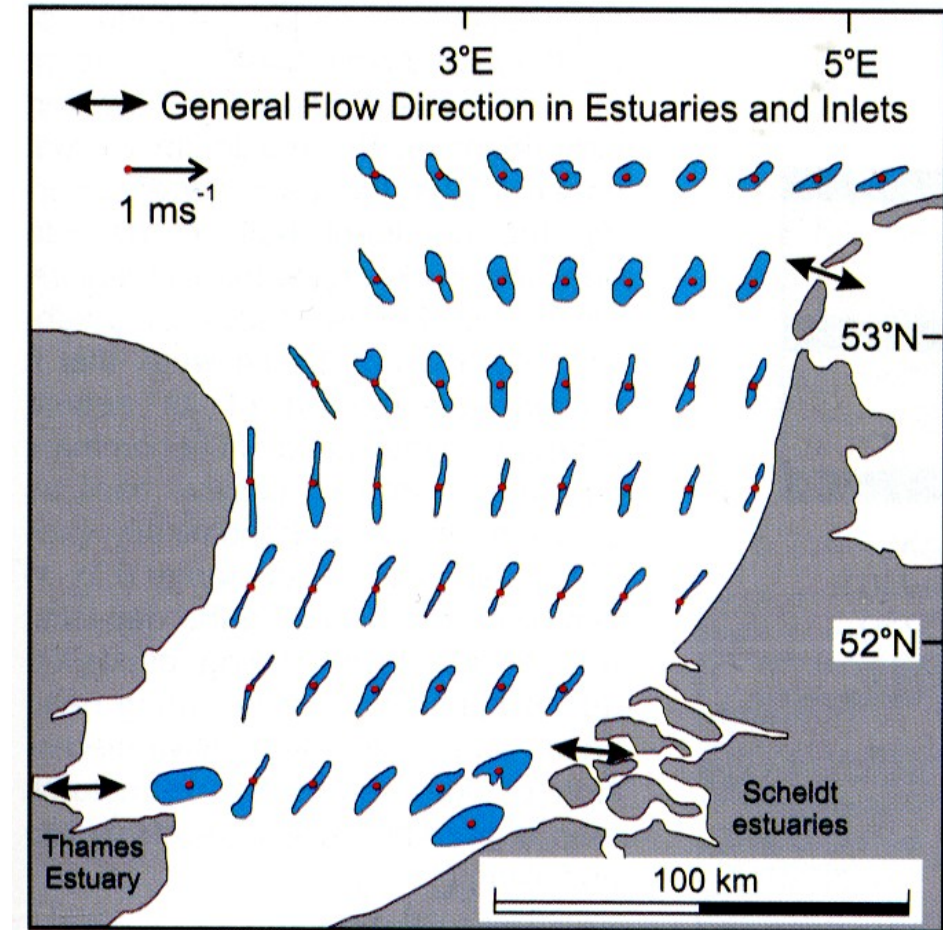 3°E
5°E
General Flow Direction in Estuaries and Inlets
1 ms⁻¹
53°N
52°N
Thames
Estuary
Scheldt
estuaries
100 km